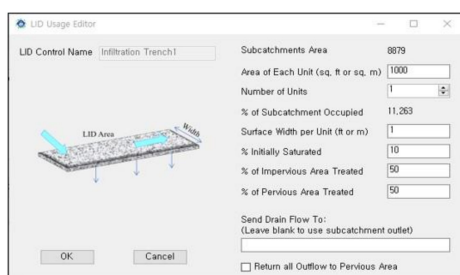 LID Usage Editor
LID Control Name Infiltration Trench1
LID Area
Width
OK Cancel
Subcatchments Area 8879
Area of Each Unit (sq, ft or sq, m) 1000
Number of Units 1
% of Subcatchment Occupied 11,263
Surface Width per Unit (ft or m) 1
% Initially Saturated 10
% of Impervious Area Treated 50
% of Pervious Area Treated 50
Send Drain Flow To:
(Leave blank to use subcatchment outlet)
Return all Outflow to Pervious Area